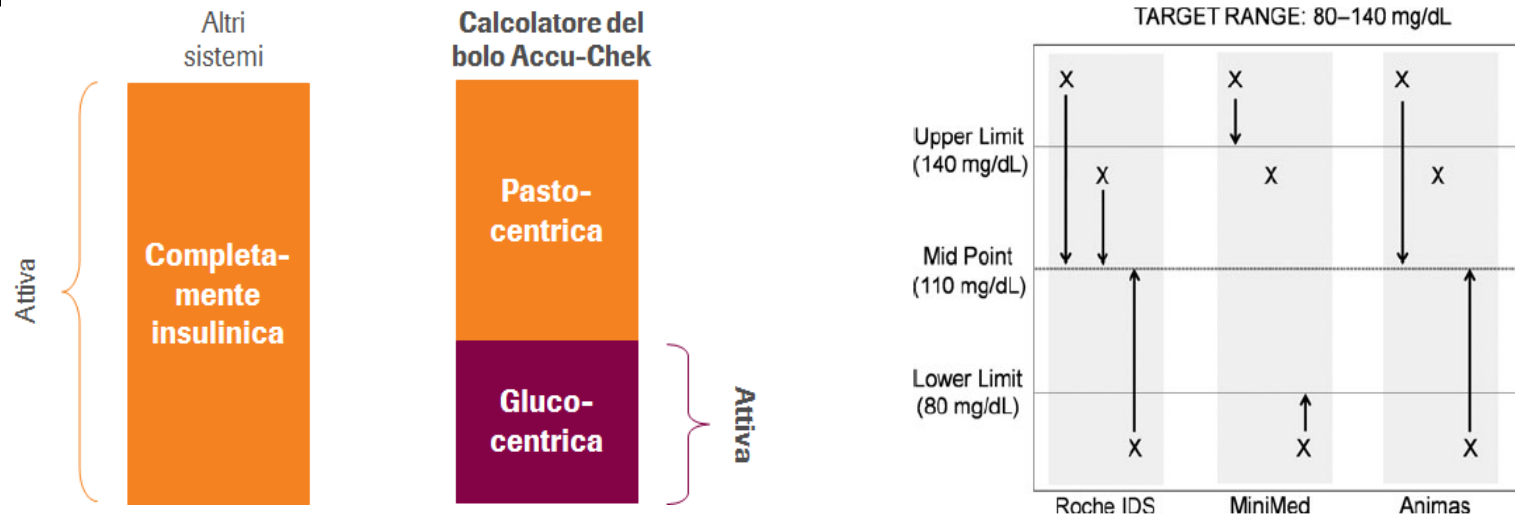 Altri
sistemi
Attiva
Completa-
mente
insulinica
Calcolatore del
bolo Accu-Chek
Pasto-
centrica
Gluco-
centrica
Attiva
TARGET RANGE: 80–140 mg/dL
Upper Limit
(140 mg/dL)
Mid Point
(110 mg/dL)
Lower Limit
(80 mg/dL)
X X X
X X X
X X X
Roche IDS MiniMed Animas